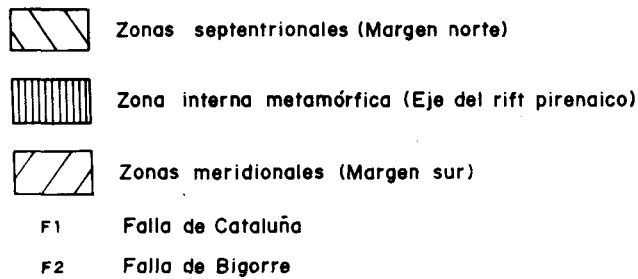 Zonas septentrionales (Margen norte)
Zona interna metamórfica (Eje del rift pirenaico)
Zonas meridionales (Margen sur)
F1 Falla de Cataluña
F2 Falla de Bigorre